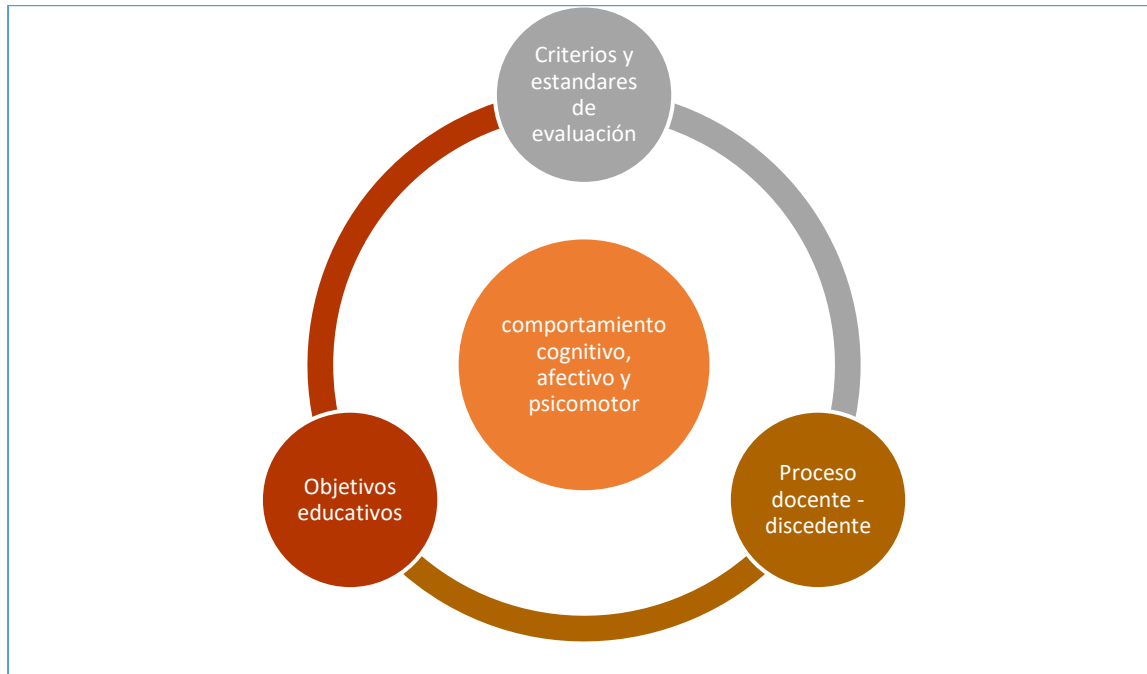 Criterios y
estandares
de
evaluación
comportamiento
cognitivo,
afectivo y
psicomotor
Objetivos
educativos
Proceso
docente -
discedente